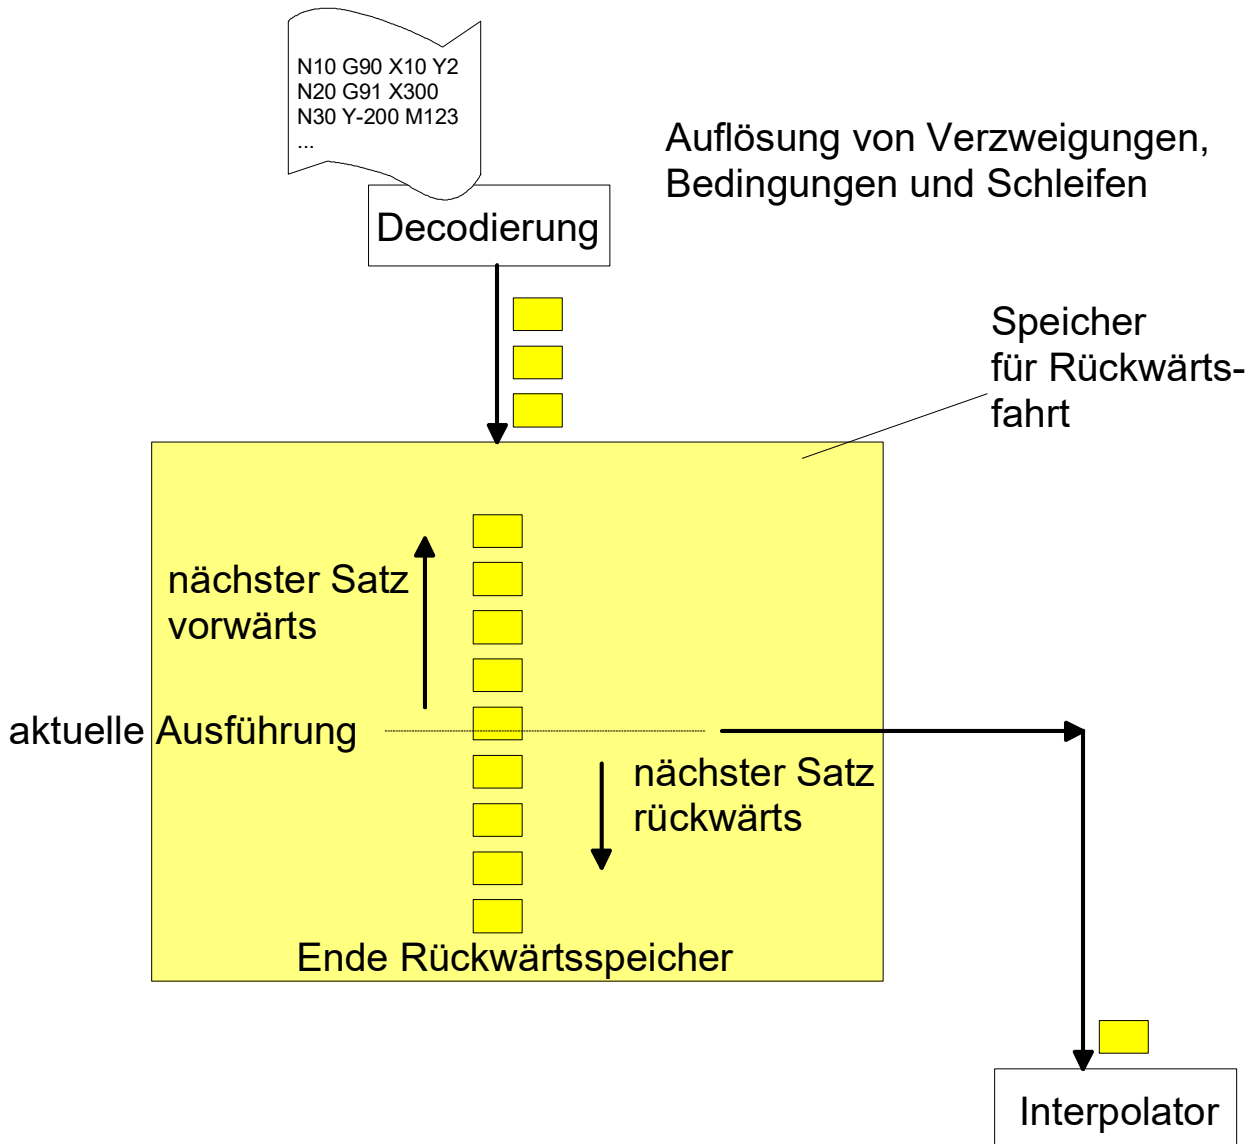 N10 G90 X10 Y2
N20 G91 X300
N30 Y-200 M123
...
Auflösung von Verzweigungen,
Bedingungen und Schleifen
Decodierung
Speicher
für Rückwärts-
fahrt
nächster Satz
vorwärts
aktuelle Ausführung
nächster Satz
rückwärts
Ende Rückwärtsspeicher
Interpolator